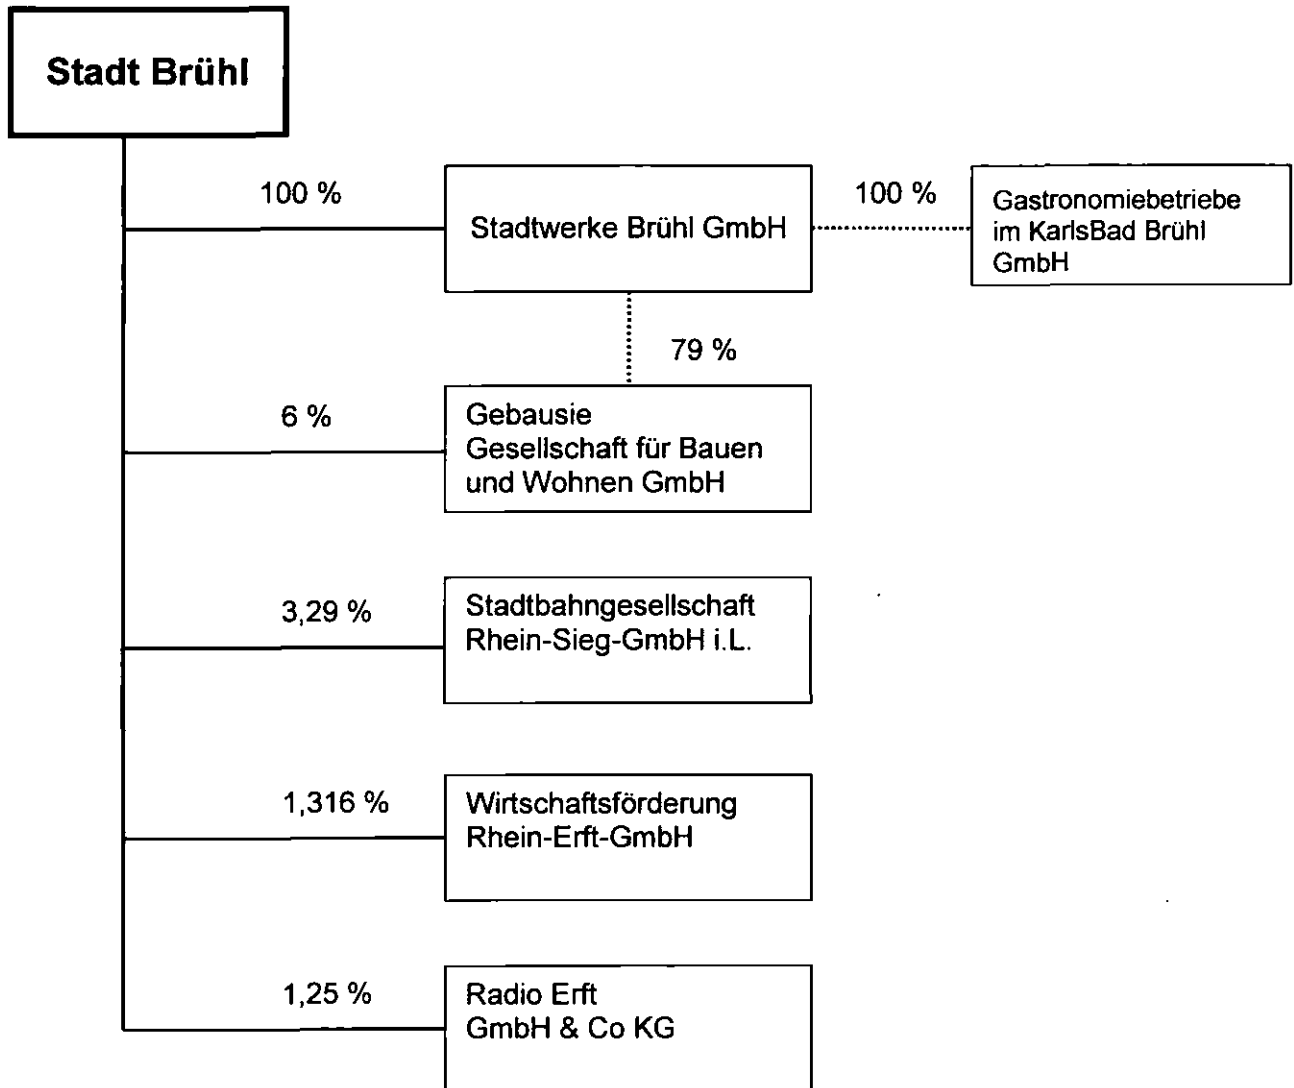 Stadt Brühl
100 %
Stadtwerke Brühl GmbH
100 %
Gastronomiebetriebe
im KarlsBad Brühl
GmbH
79 %
6 %
Gebausie
Gesellschaft für Bauen
und Wohnen GmbH
3,29 %
Stadtbahngesellschaft
Rhein-Sieg-GmbH i.L.
1,316 %
Wirtschaftsförderung
Rhein-Erft-GmbH
1,25 %
Radio Erft
GmbH & Co KG